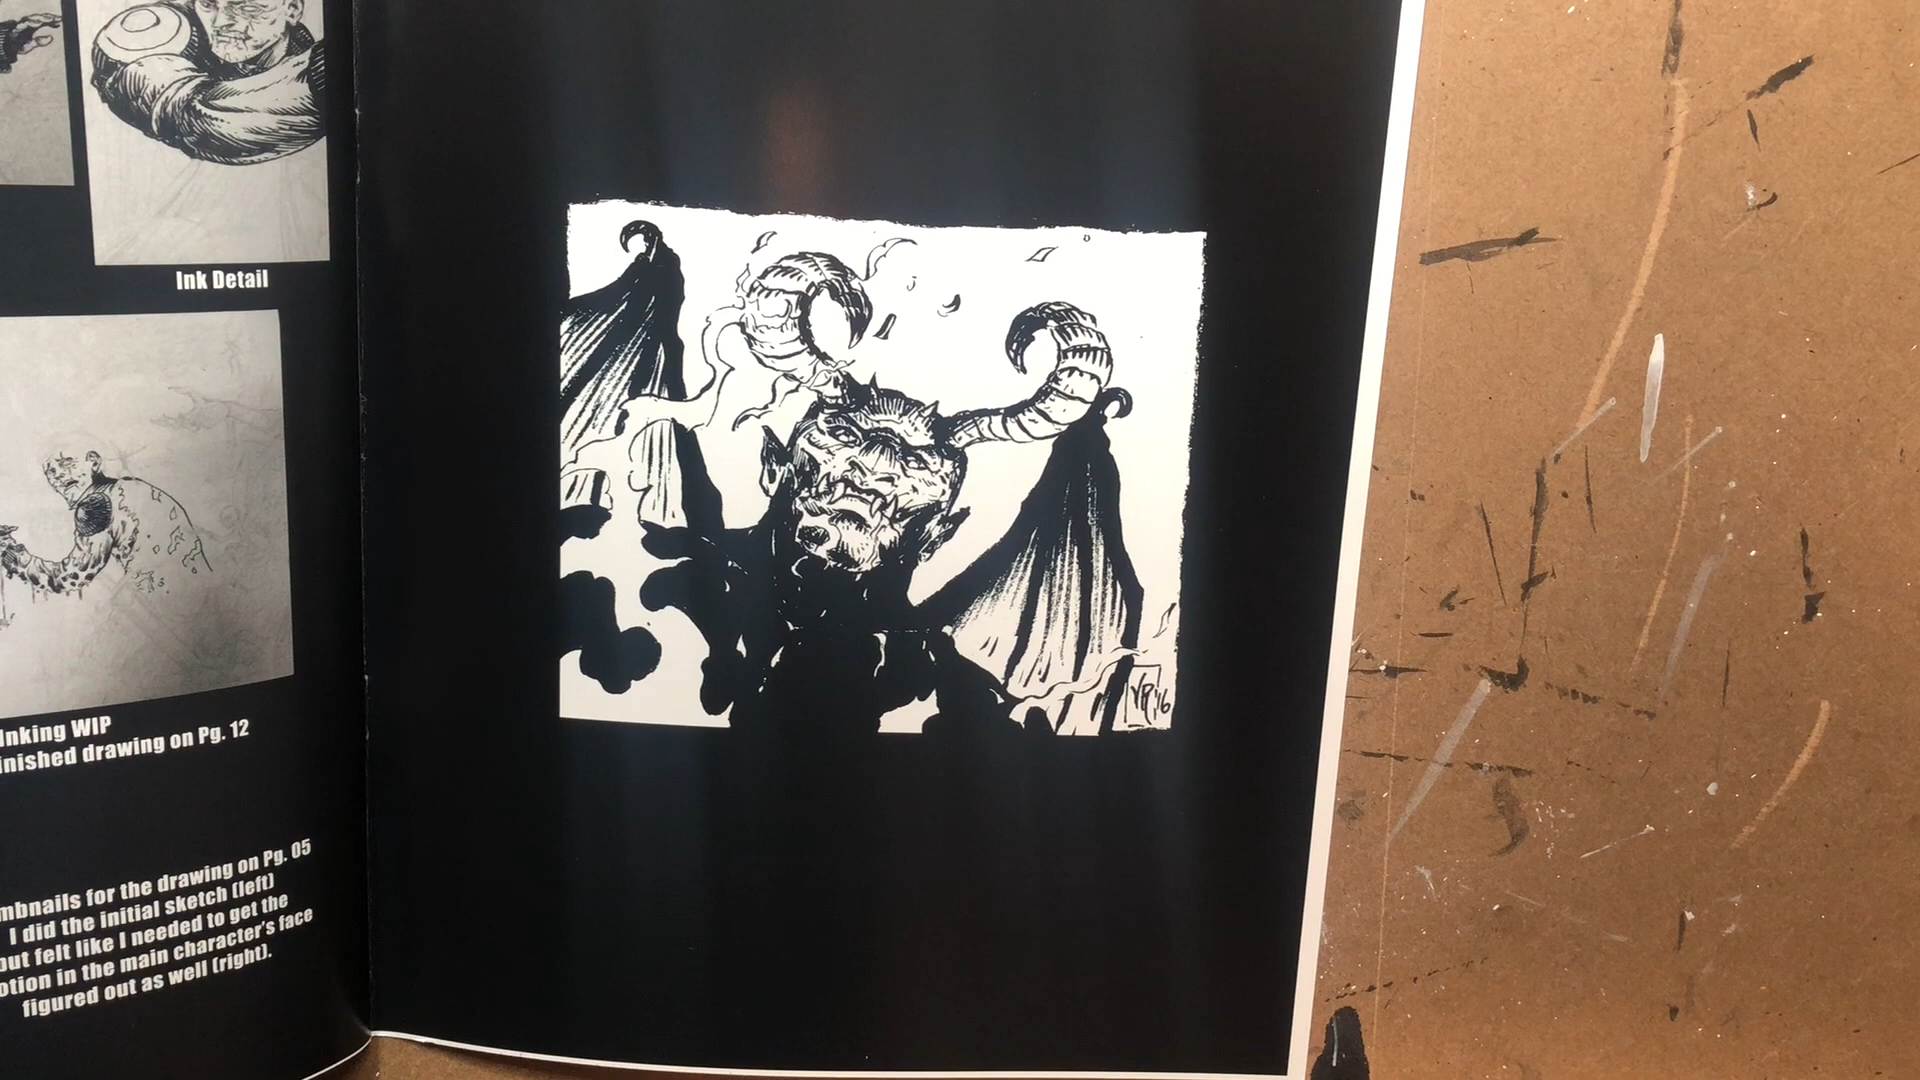 Ink Detail
Inking WIP
inished drawing on Pg. 12
mbnails for the drawing on Pg. 05
I did the initial sketch (left)
but felt like I needed to get the
otion in the main character's face
figured out as well (right).
VR '16